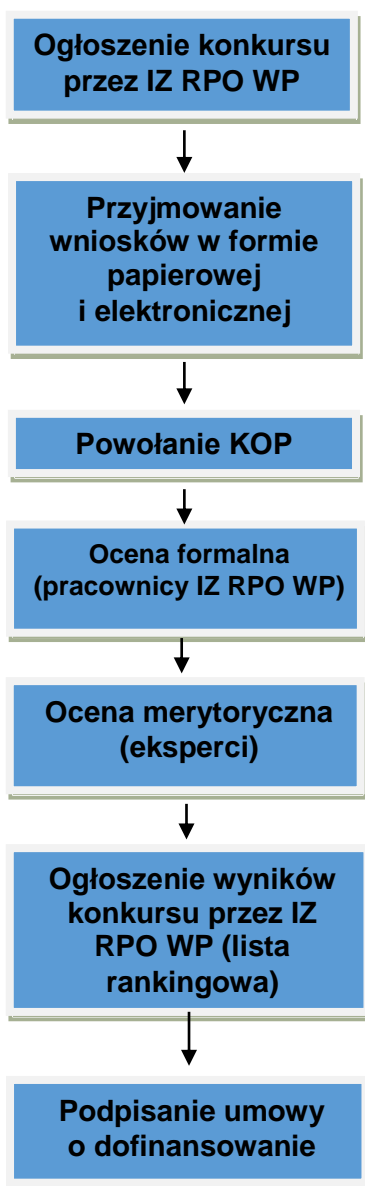 Ogłoszenie konkursu
przez IZ RPO WP
Przyjmowanie
wniosków w formie
papierowej
i elektronicznej
Powołanie KOP
Ocena formalna
(pracownicy IZ RPO WP)
Ocena merytoryczna
(eksperci)
Ogłoszenie wyników
konkursu przez IZ
RPO WP (lista
rankingowa)
Podpisanie umowy
o dofinansowanie